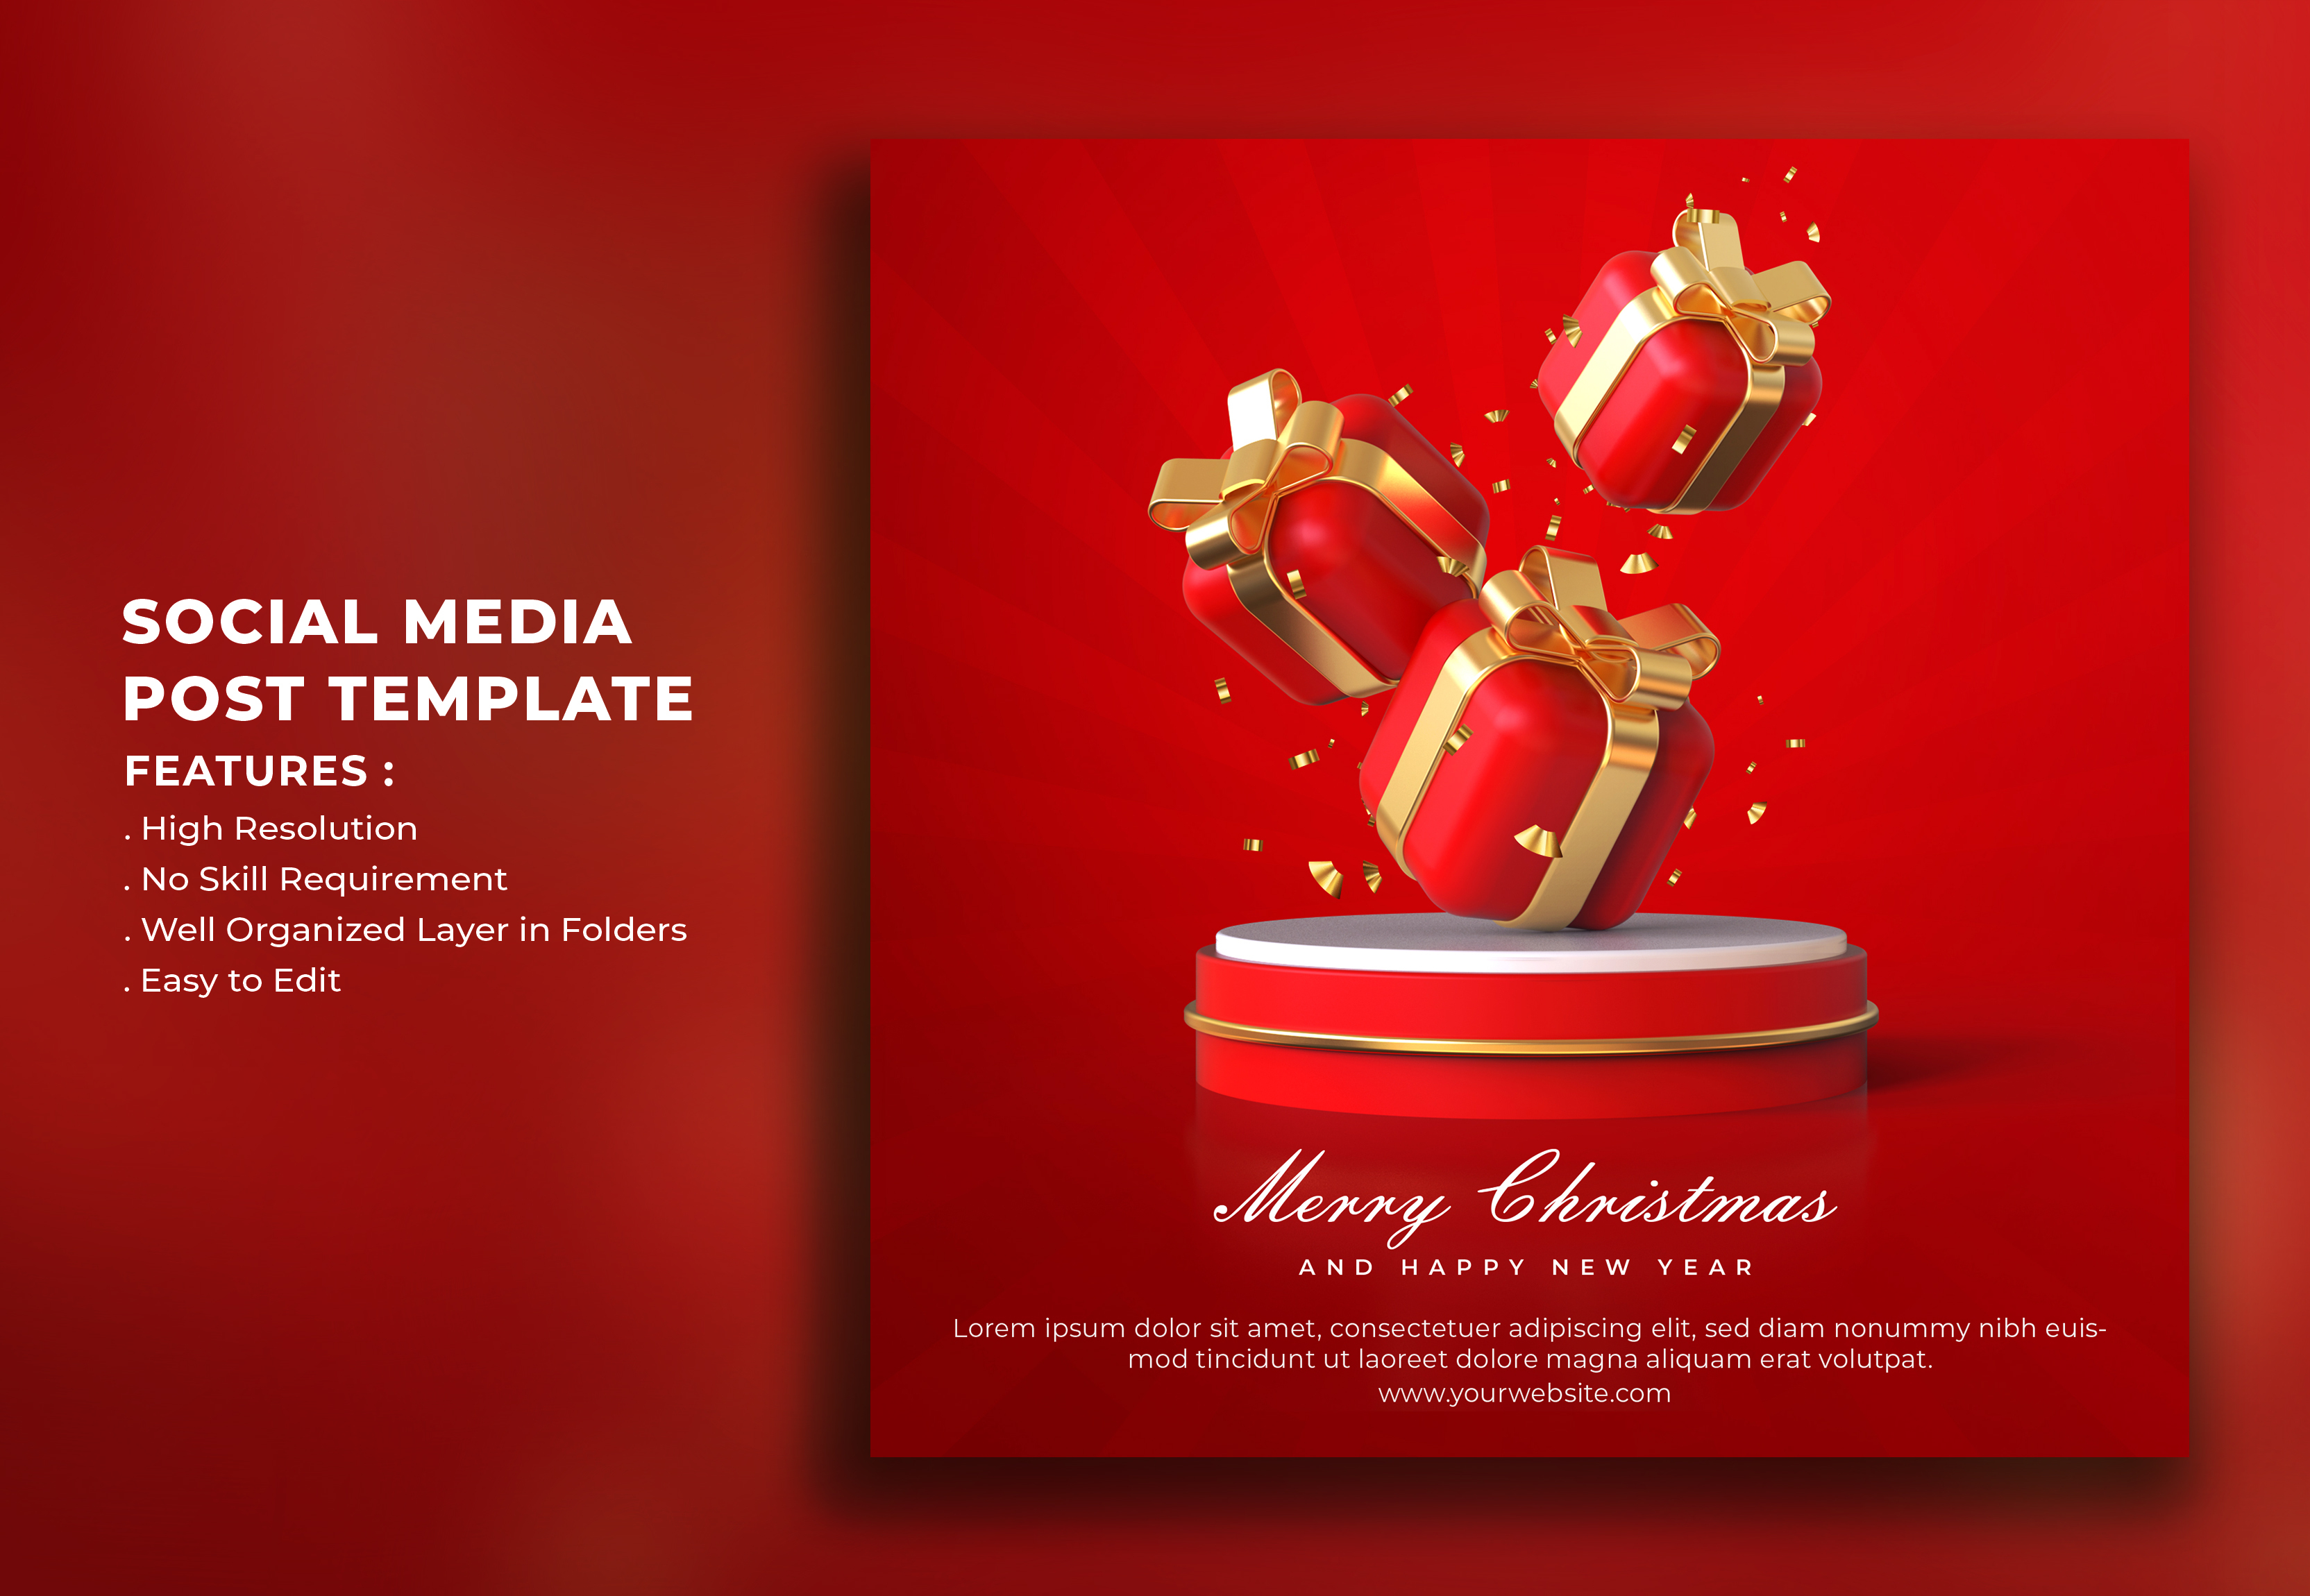 SOCIAL MEDIA
POST TEMPLATE
FEATURES :
. High Resolution
. No Skill Requirement
. Well Organized Layer in Folders
. Easy to Edit
Merry Christmas
AND HAPPY NEW YEAR
Lorem ipsum dolor sit amet, consectetuer adipiscing elit, sed diam nonummy nibh euis-
mod tincidunt ut laoreet dolore magna aliquam erat volutpat.
www.yourwebsite.com